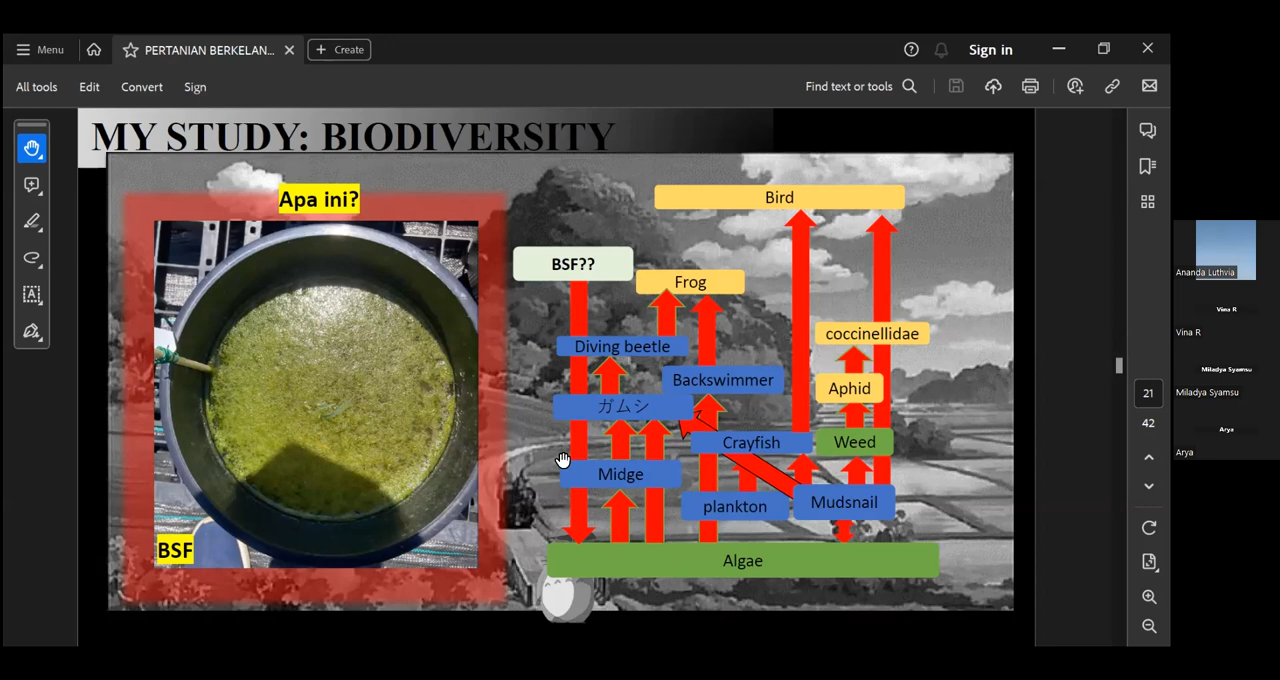 Menu
PERTANIAN BERKELAN...
Create
Sign in
All tools
Edit
Convert
Sign
Find text or tools
MY STUDY: BIODIVERSITY
Apa ini?
BSF
Bird
BSF??
Frog
coccinellidae
Diving beetle
Backswimmer
Aphid
ガムシ
Crayfish
Weed
Midge
plankton
Mudsnail
Algae
21
42
Ananda Luthvia
Vina R
Vina R
Miladya Syamsu
Miladya Syamsu
Arya
Arya